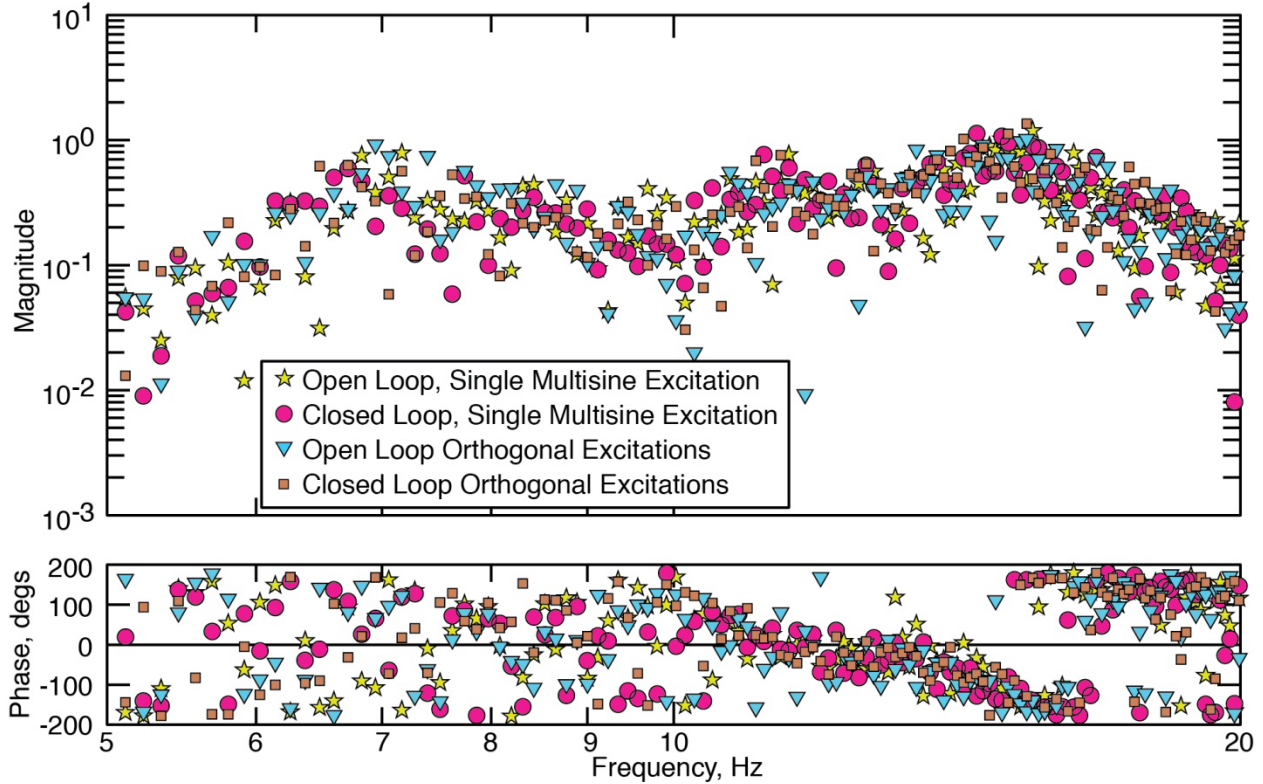 10^1
10^0
10^-1
10^-2
10^-3
Magnitude
Open Loop, Single Multisine Excitation
Closed Loop, Single Multisine Excitation
Open Loop Orthogonal Excitations
Closed Loop Orthogonal Excitations
200
100
0
-100
-200
Phase, degs
5 6 7 8 9 10 20
Frequency, Hz